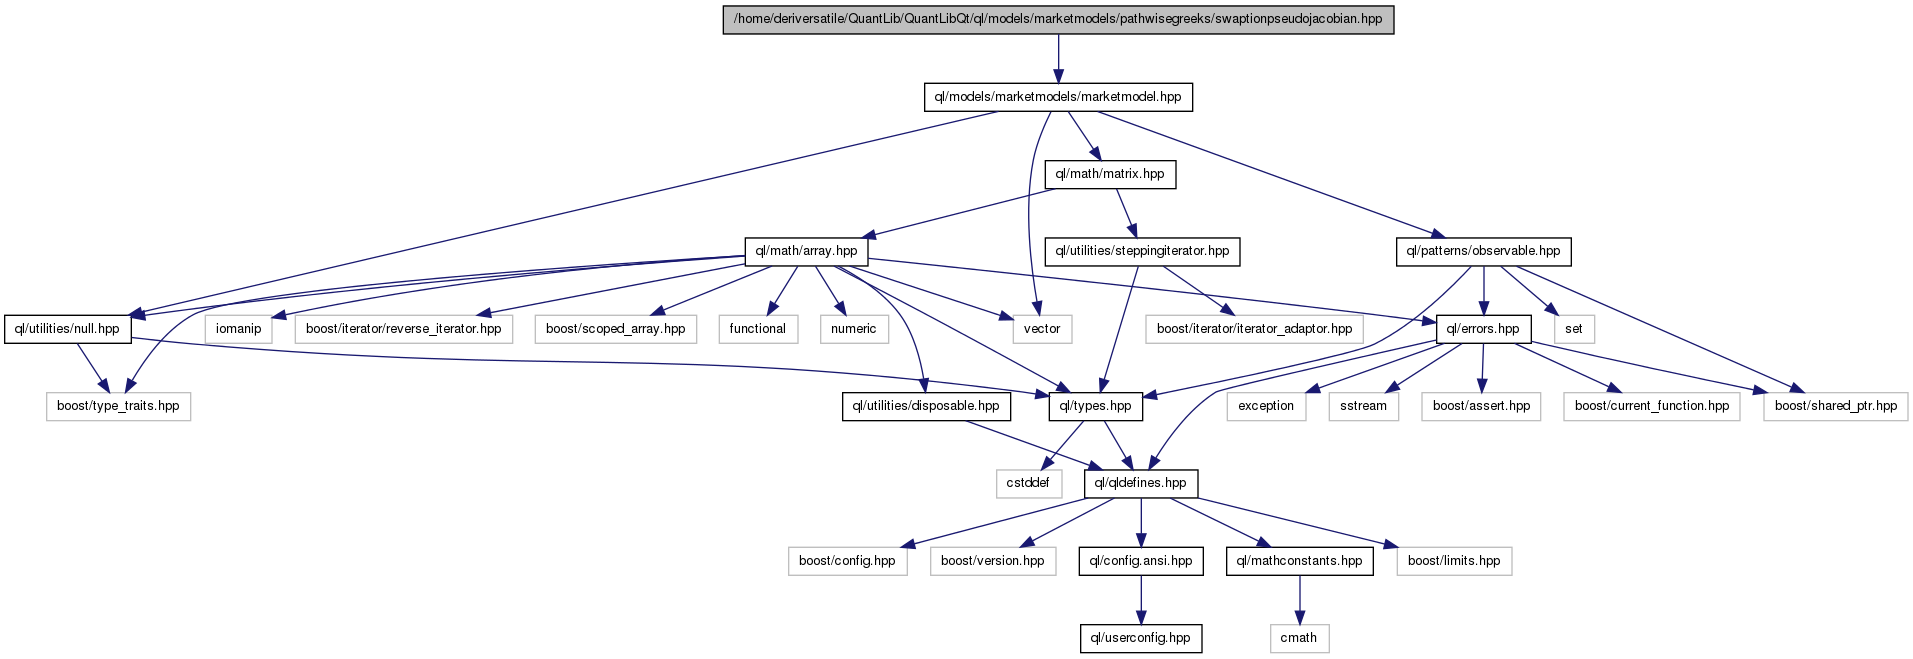 /home/deriversatile/QuantLib/QuantLibQt/ql/models/marketmodels/pathwisegreeks/swaptionpseudojacobian.hpp
ql/models/marketmodels/marketmodel.hpp
ql/math/matrix.hpp
ql/math/array.hpp
ql/utilities/steppingiterator.hpp
ql/patterns/observable.hpp
ql/utilities/null.hpp
iomanip
boost/iterator/reverse_iterator.hpp
boost/scoped_array.hpp
functional
numeric
vector
boost/iterator/iterator_adaptor.hpp
ql/errors.hpp
set
boost/type_traits.hpp
ql/utilities/disposable.hpp
ql/types.hpp
exception
sstream
boost/assert.hpp
boost/current_function.hpp
boost/shared_ptr.hpp
cstddef
ql/qldefines.hpp
boost/config.hpp
boost/version.hpp
ql/config.ansi.hpp
ql/mathconstants.hpp
boost/limits.hpp
ql/userconfig.hpp
cmath